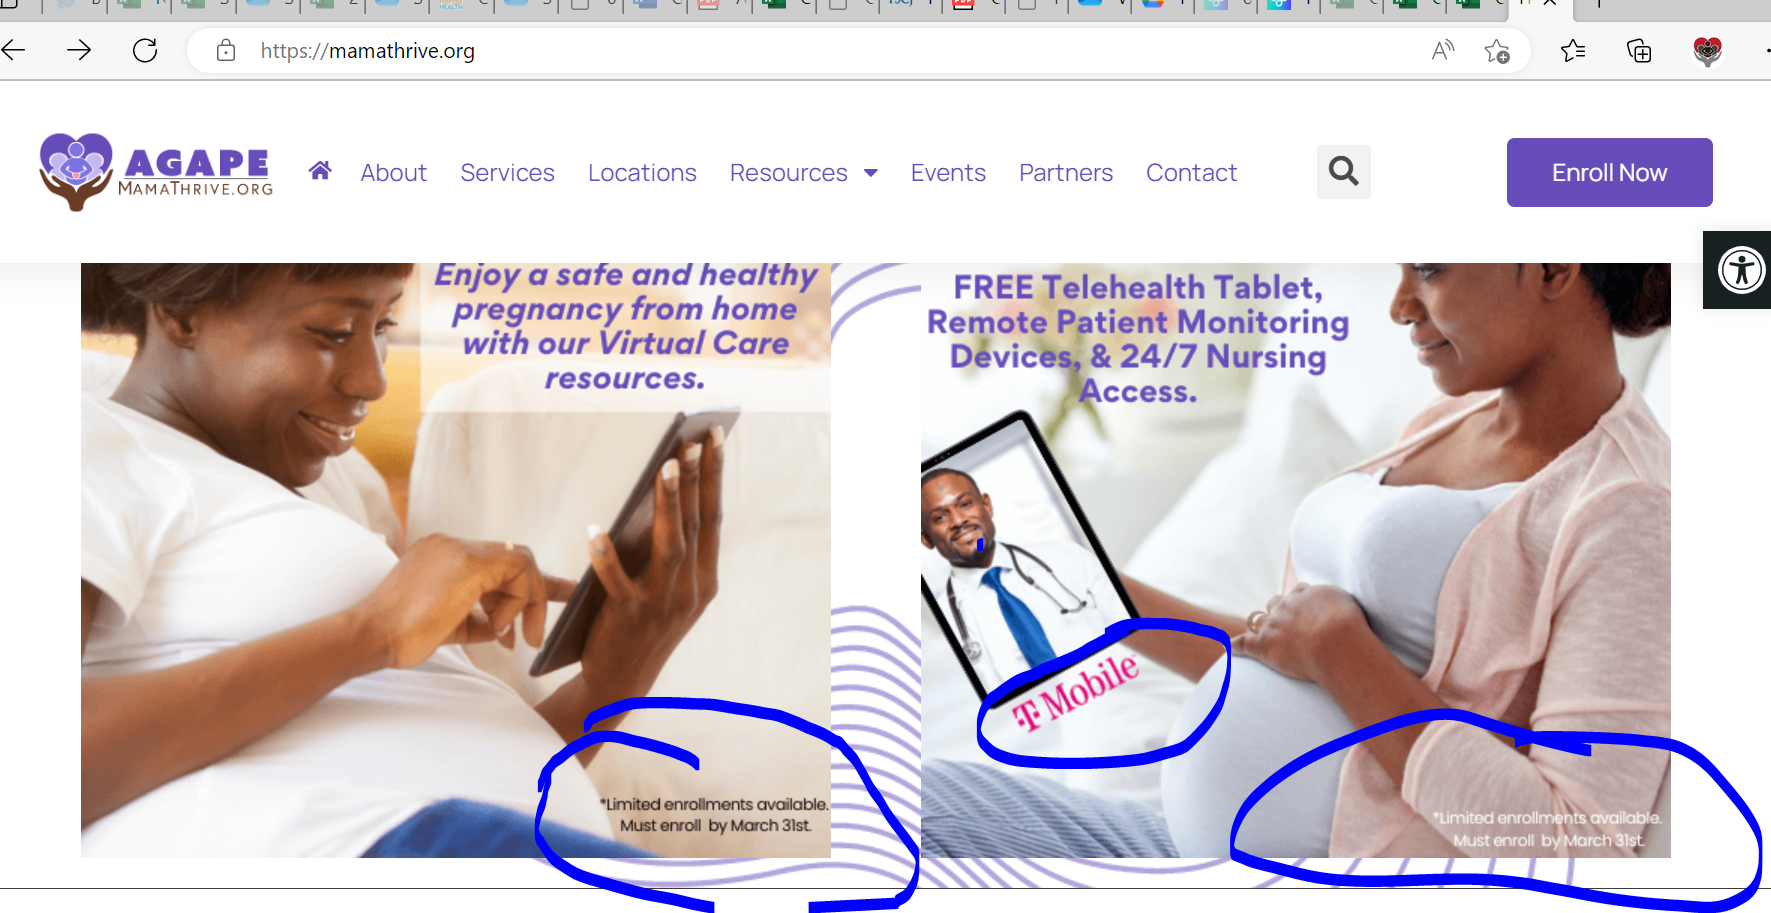 https://mamathrive.org
AGAPE
MAMATHRIVE.ORG
About
Services
Locations
Resources
Events
Partners
Contact
Enroll Now
Enjoy a safe and healthy
pregnancy from home
with our Virtual Care
resources.
*Limited enrollments available.
Must enroll by March 31st.
FREE Telehealth Tablet,
Remote Patient Monitoring
Devices, & 24/7 Nursing
Access.
T Mobile
*Limited enrollments available.
Must enroll by March 31st.